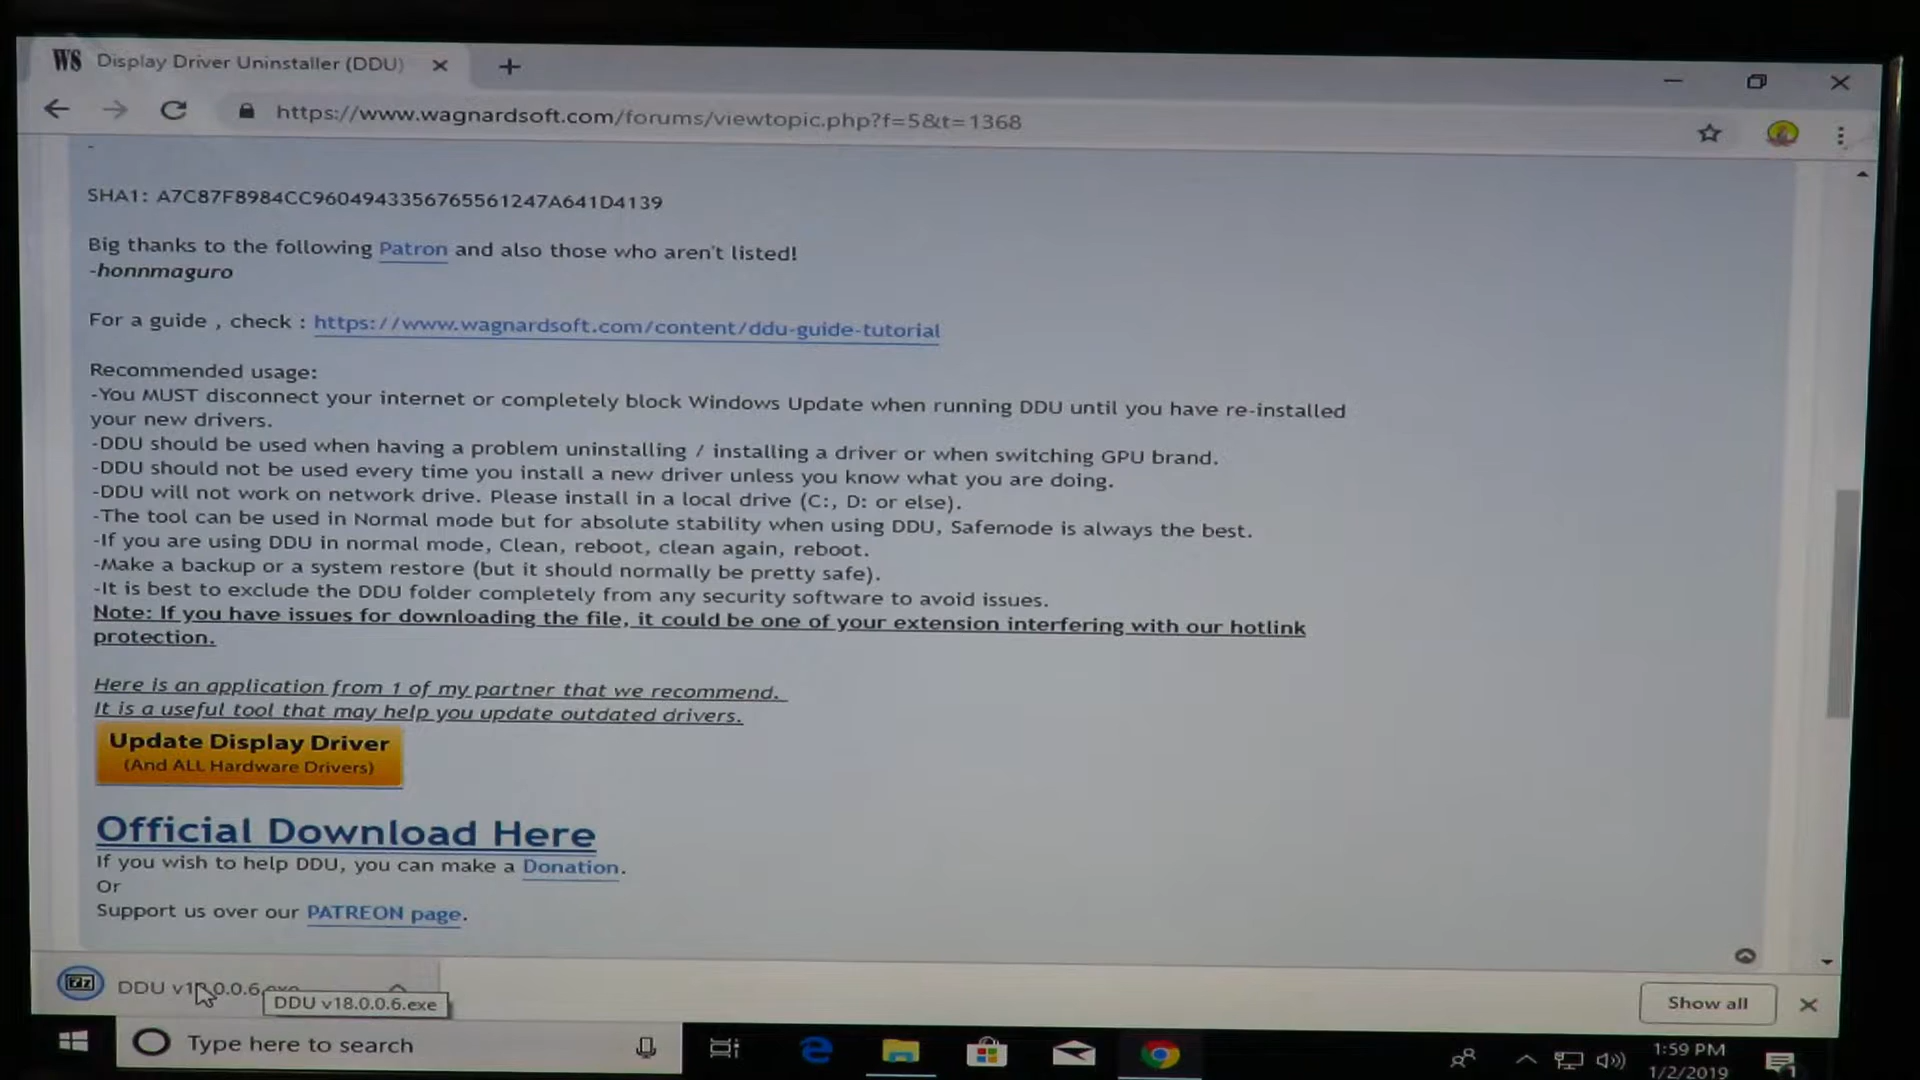 WS Display Driver Uninstaller (DDU)
https://www.wagnardsoft.com/forums/viewtopic.php?f=5&t=1368
-
SHA1: A7C87F8984CC9604943356765561247A641D4139
Big thanks to the following Patron and also those who aren't listed!
-honnmaguro
For a guide , check : https://www.wagnardsoft.com/content/ddu-guide-tutorial
Recommended usage:
-You MUST disconnect your internet or completely block Windows Update when running DDU until you have re-installed
your new drivers.
-DDU should be used when having a problem uninstalling / installing a driver or when switching GPU brand.
-DDU should not be used every time you install a new driver unless you know what you are doing.
-DDU will not work on network drive. Please install in a local drive (C:, D: or else).
-The tool can be used in Normal mode but for absolute stability when using DDU, Safemode is always the best.
-If you are using DDU in normal mode, Clean, reboot, clean again, reboot.
-Make a backup or a system restore (but it should normally be pretty safe).
-It is best to exclude the DDU folder completely from any security software to avoid issues.
Note: If you have issues for downloading the file, it could be one of your extension interfering with our hotlink
protection.
Here is an application from 1 of my partner that we recommend.
It is a useful tool that may help you update outdated drivers.
Update Display Driver
(And ALL Hardware Drivers)
Official Download Here
If you wish to help DDU, you can make a Donation.
Or
Support us over our PATREON page.
7z DDU v18.0.0.6.exe
DDU v18.0.0.6.exe
Show all
Type here to search
1:59 PM
1/2/2019
1